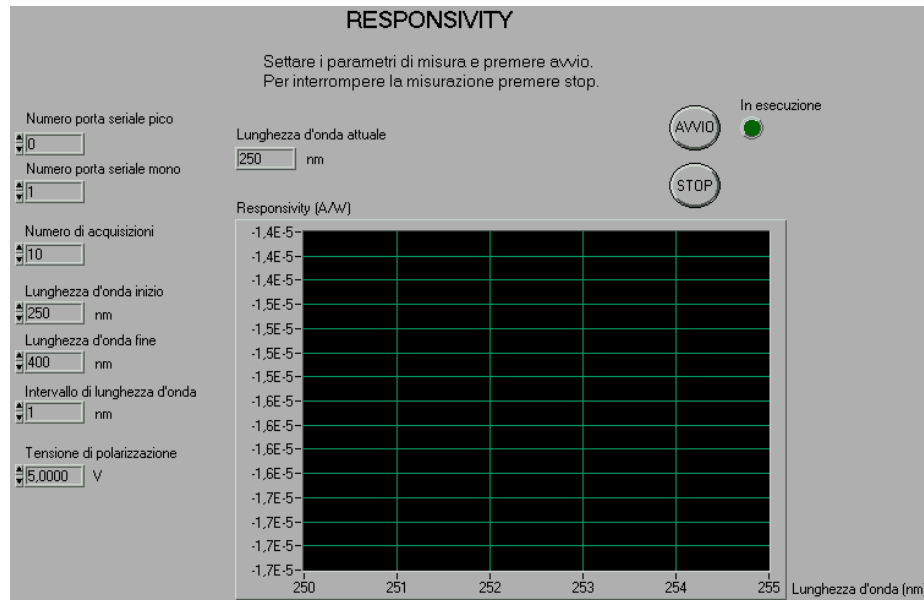 RESPONSIVITY
Settare i parametri di misura e premere avvio.
Per interrompere la misurazione premere stop.
Numero porta seriale pico
0
Numero porta seriale mono
1
Numero di acquisizioni
10
Lunghezza d'onda inizio
250 nm
Lunghezza d'onda fine
400 nm
Intervallo di lunghezza d'onda
1 nm
Tensione di polarizzazione
5,0000 V
Lunghezza d'onda attuale
250 nm
AVVIO
In esecuzione
STOP
Responsivity (A/W)
-1,4E-5
-1,4E-5
-1,4E-5
-1,5E-5
-1,5E-5
-1,5E-5
-1,5E-5
-1,6E-5
-1,6E-5
-1,6E-5
-1,6E-5
-1,7E-5
-1,7E-5
-1,7E-5
-1,7E-5
250 251 252 253 254 255 Lunghezza d'onda (nm)